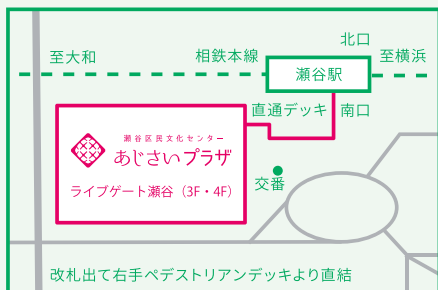 北口
至大和
相鉄本線
至横浜
瀬谷駅
直通デッキ
南口
瀬谷区民文化センター
あじさいプラザ
ライブゲート瀬谷（3F・4F）
交番
改札出て右手ペデストリアンデッキより直結